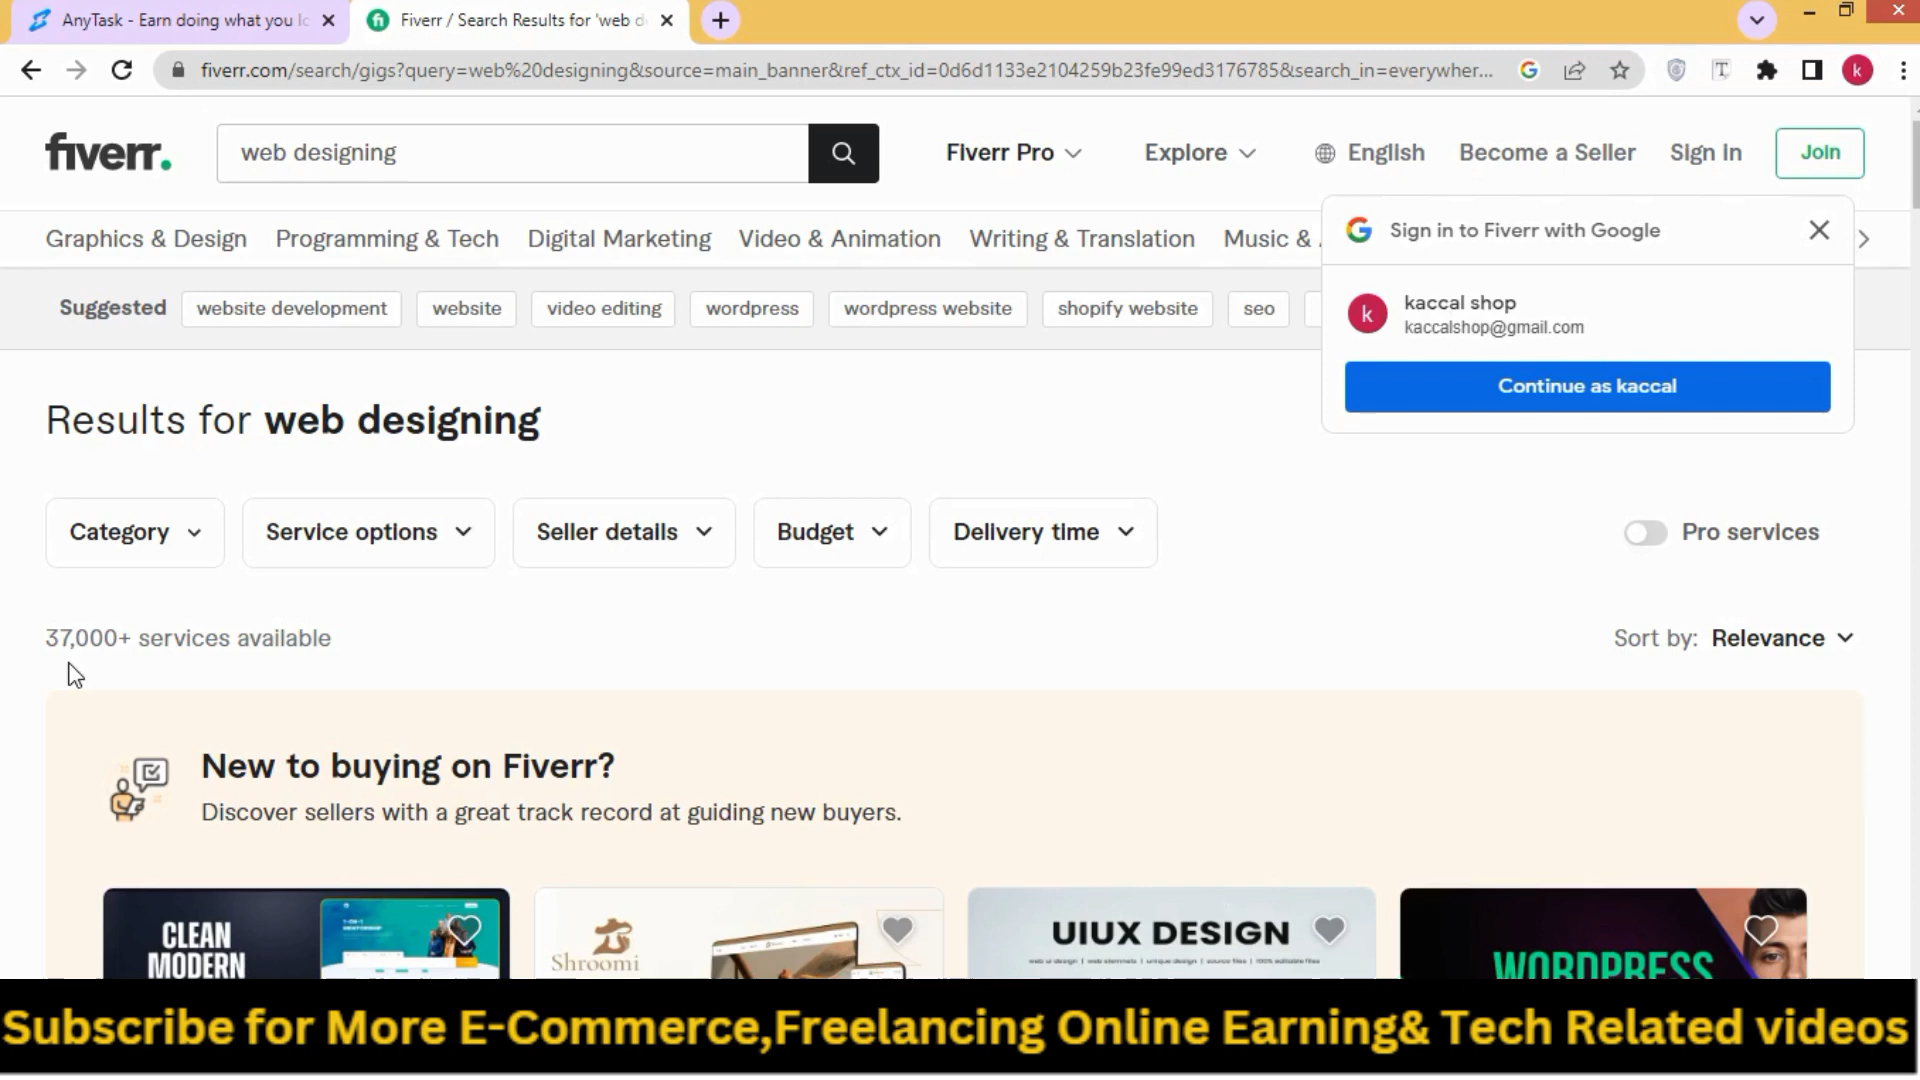 AnyTask - Earn doing what you lo
Fiverr / Search Results for 'web d
fiverr.com/search/gigs?query=web%20designing&source=main_banner&ref_ctx_id=0d6d1133e2104259b23fe99ed3176785&search_in=everywher...
fiverr.
web designing
Fiverr Pro
Explore
English
Become a Seller
Sign In
Join
Graphics & Design
Programming & Tech
Digital Marketing
Video & Animation
Writing & Translation
Music &
Sign in to Fiverr with Google
kaccal shop
kaccalshop@gmail.com
Continue as kaccal
Suggested
website development
website
video editing
wordpress
wordpress website
shopify website
seo
Results for web designing
Category
Service options
Seller details
Budget
Delivery time
Pro services
37,000+ services available
Sort by: Relevance
New to buying on Fiverr?
Discover sellers with a great track record at guiding new buyers.
CLEAN
MODERN
Shroomi
UIUX DESIGN
WORDPRESS
Subscribe for More E-Commerce,Freelancing Online Earning& Tech Related videos